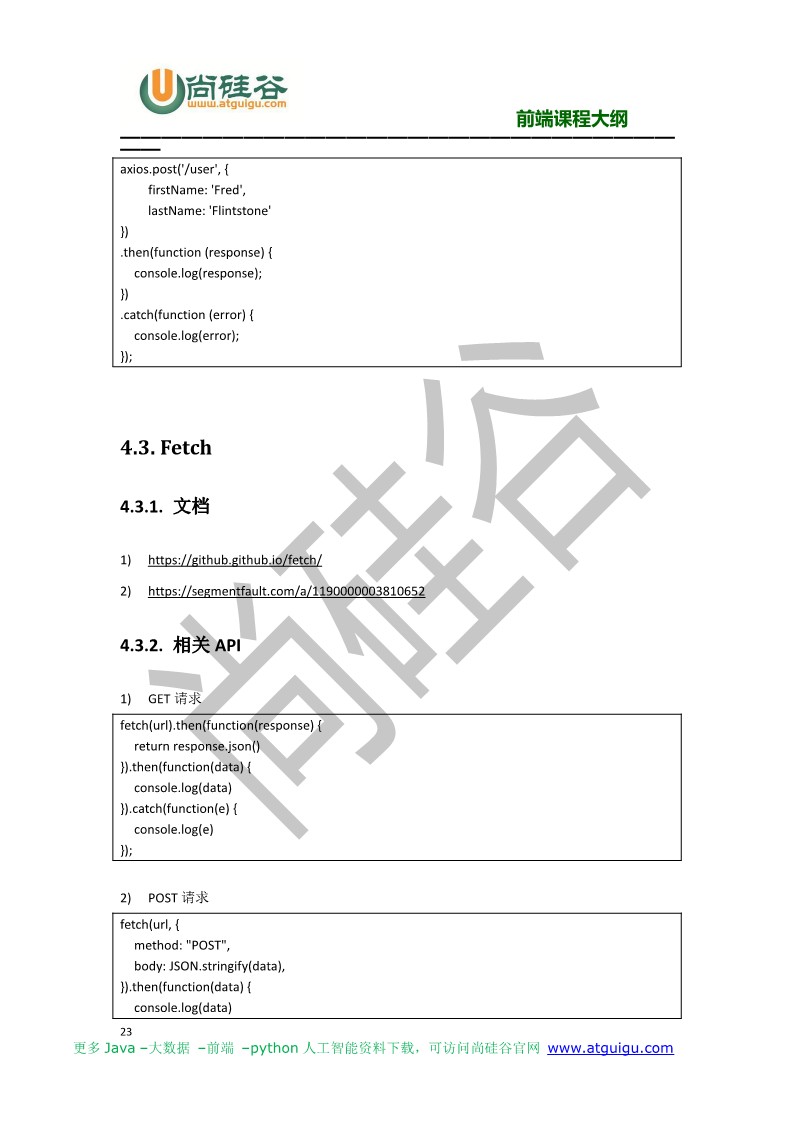 尚硅谷
www.atguigu.com
前端课程大纲
axios.post('/user', {
firstName: 'Fred',
lastName: 'Flintstone'
})
.then(function (response) {
console.log(response);
})
.catch(function (error) {
console.log(error);
});
4.3. Fetch
4.3.1. 文档
1) https://github.github.io/fetch/
2) https://segmentfault.com/a/1190000003810652
4.3.2. 相关 API
1) GET 请求
fetch(url).then(function(response) {
return response.json()
}).then(function(data) {
console.log(data)
}).catch(function(e) {
console.log(e)
});
2) POST 请求
fetch(url, {
method: "POST",
body: JSON.stringify(data),
}).then(function(data) {
console.log(data)
23
更多 Java –大数据 –前端 –python 人工智能资料下载，可访问尚硅谷官网 www.atguigu.com
尚硅谷